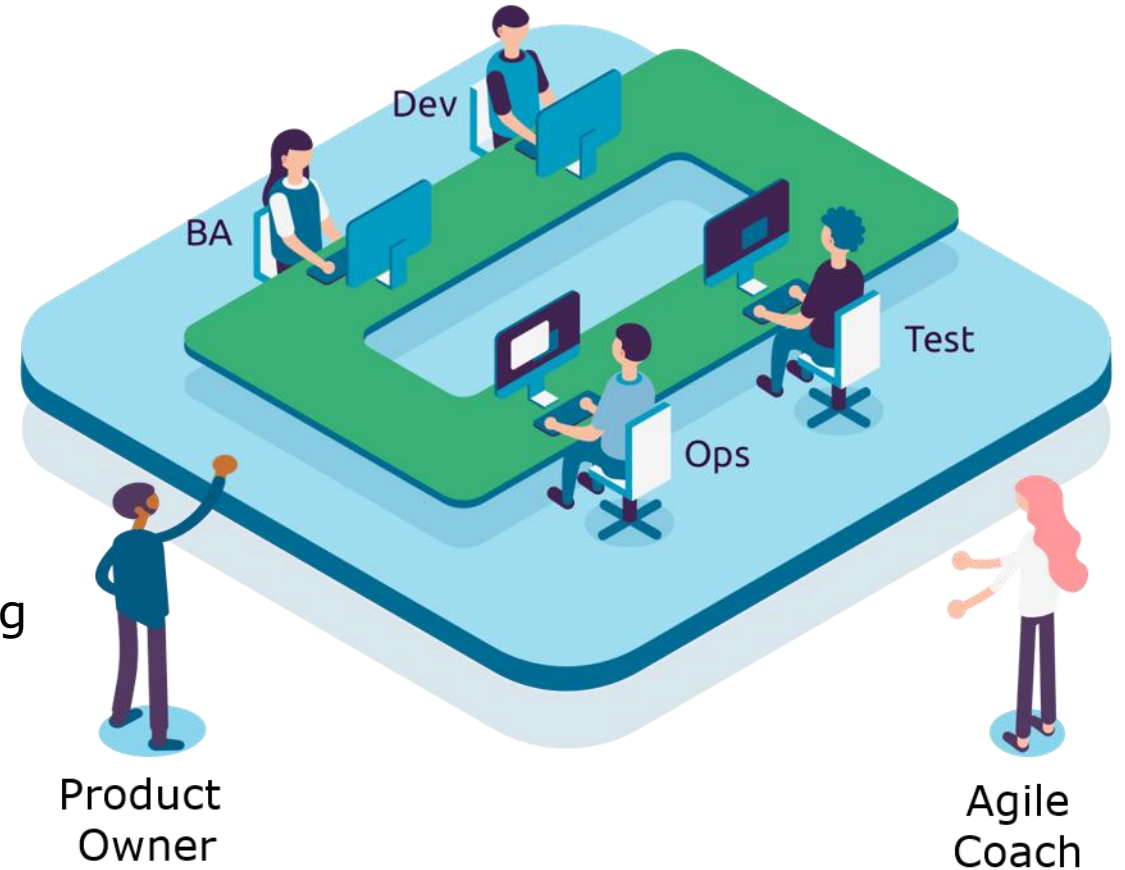 Dev
BA
Test
Ops
g
Product
Owner
Agile
Coach